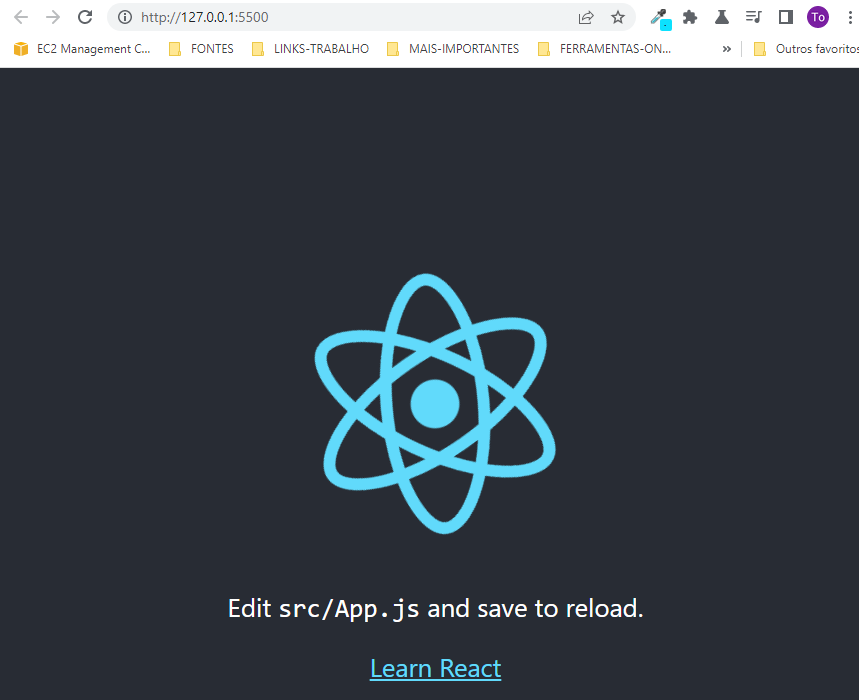 http://127.0.0.1:5500
To
EC2 Management C... FONTES LINKS-TRABALHO MAIS-IMPORTANTES FERRAMENTAS-ON... » Outros favoritos
Edit src/App.js and save to reload.
Learn React